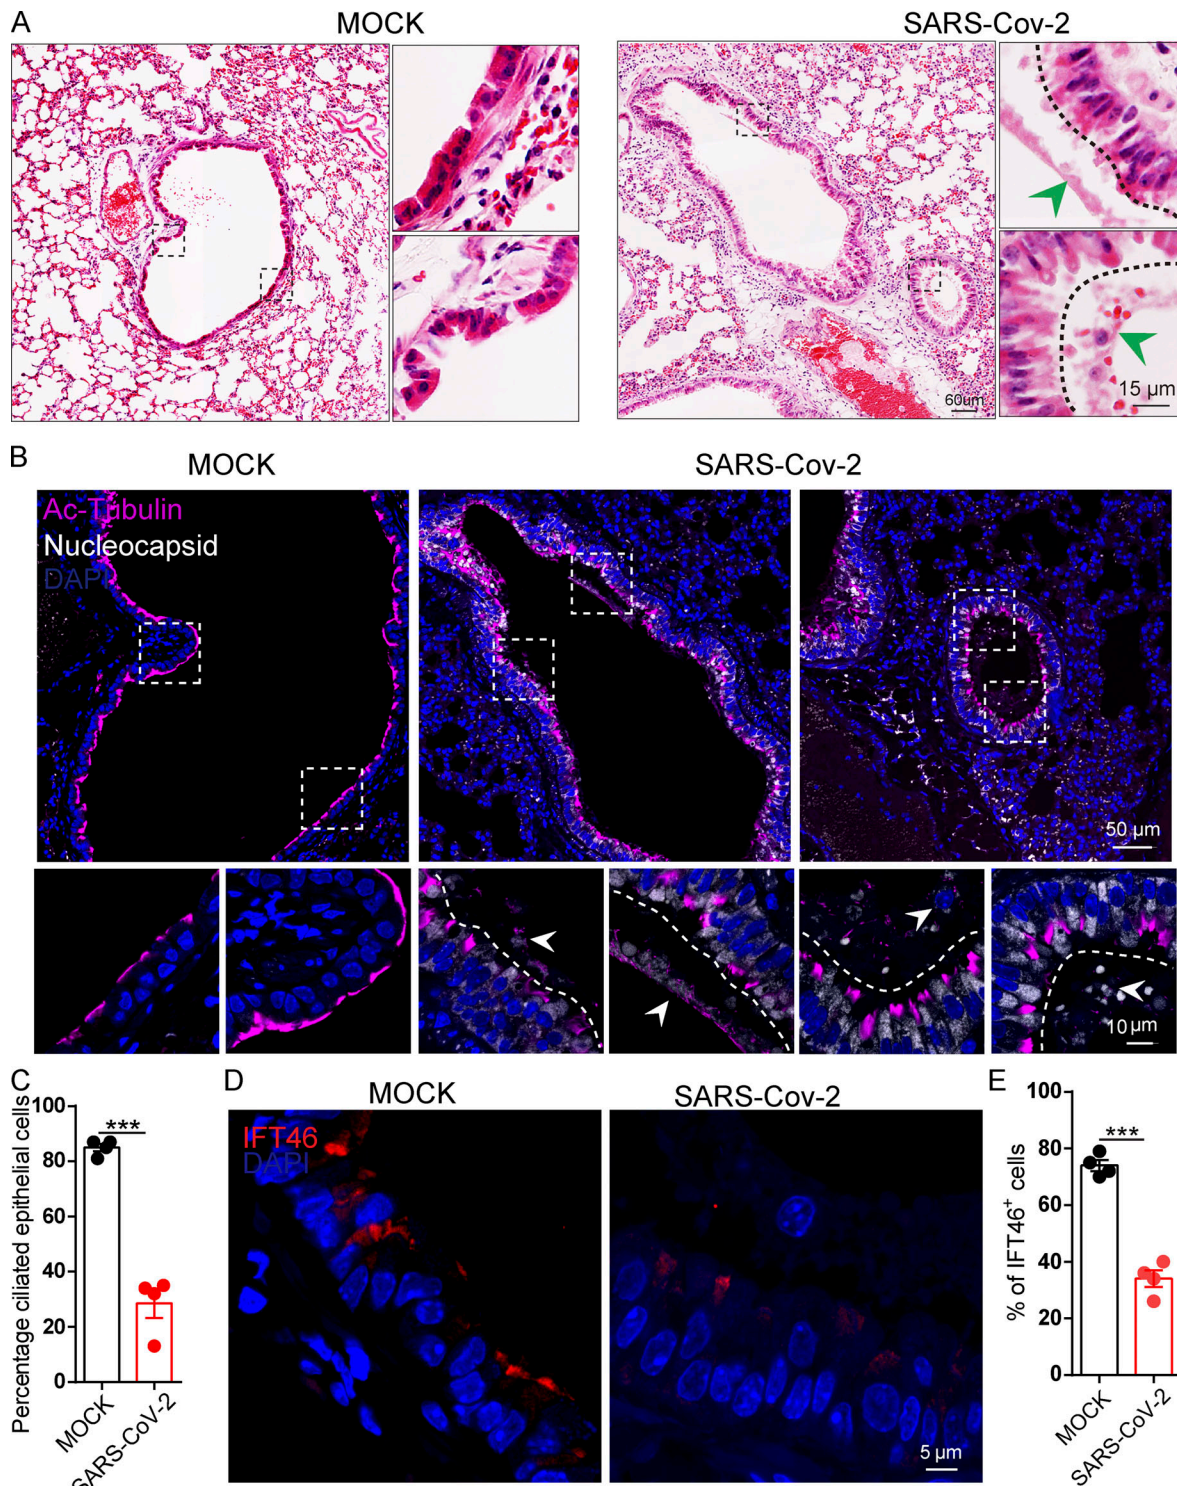 A
MOCK
SARS-Cov-2
60um
15 µm
B
MOCK
SARS-Cov-2
Ac-Tubulin
Nucleocapsid
DAPI
50 µm
10 µm
C
Percentage ciliated epithelial cells
100
80
60
40
20
0
***
MOCK
SARS-CoV-2
D
MOCK
SARS-Cov-2
IFT46
DAPI
5 µm
E
% of IFT46+ cells
100
80
60
40
20
0
***
MOCK
SARS-CoV-2